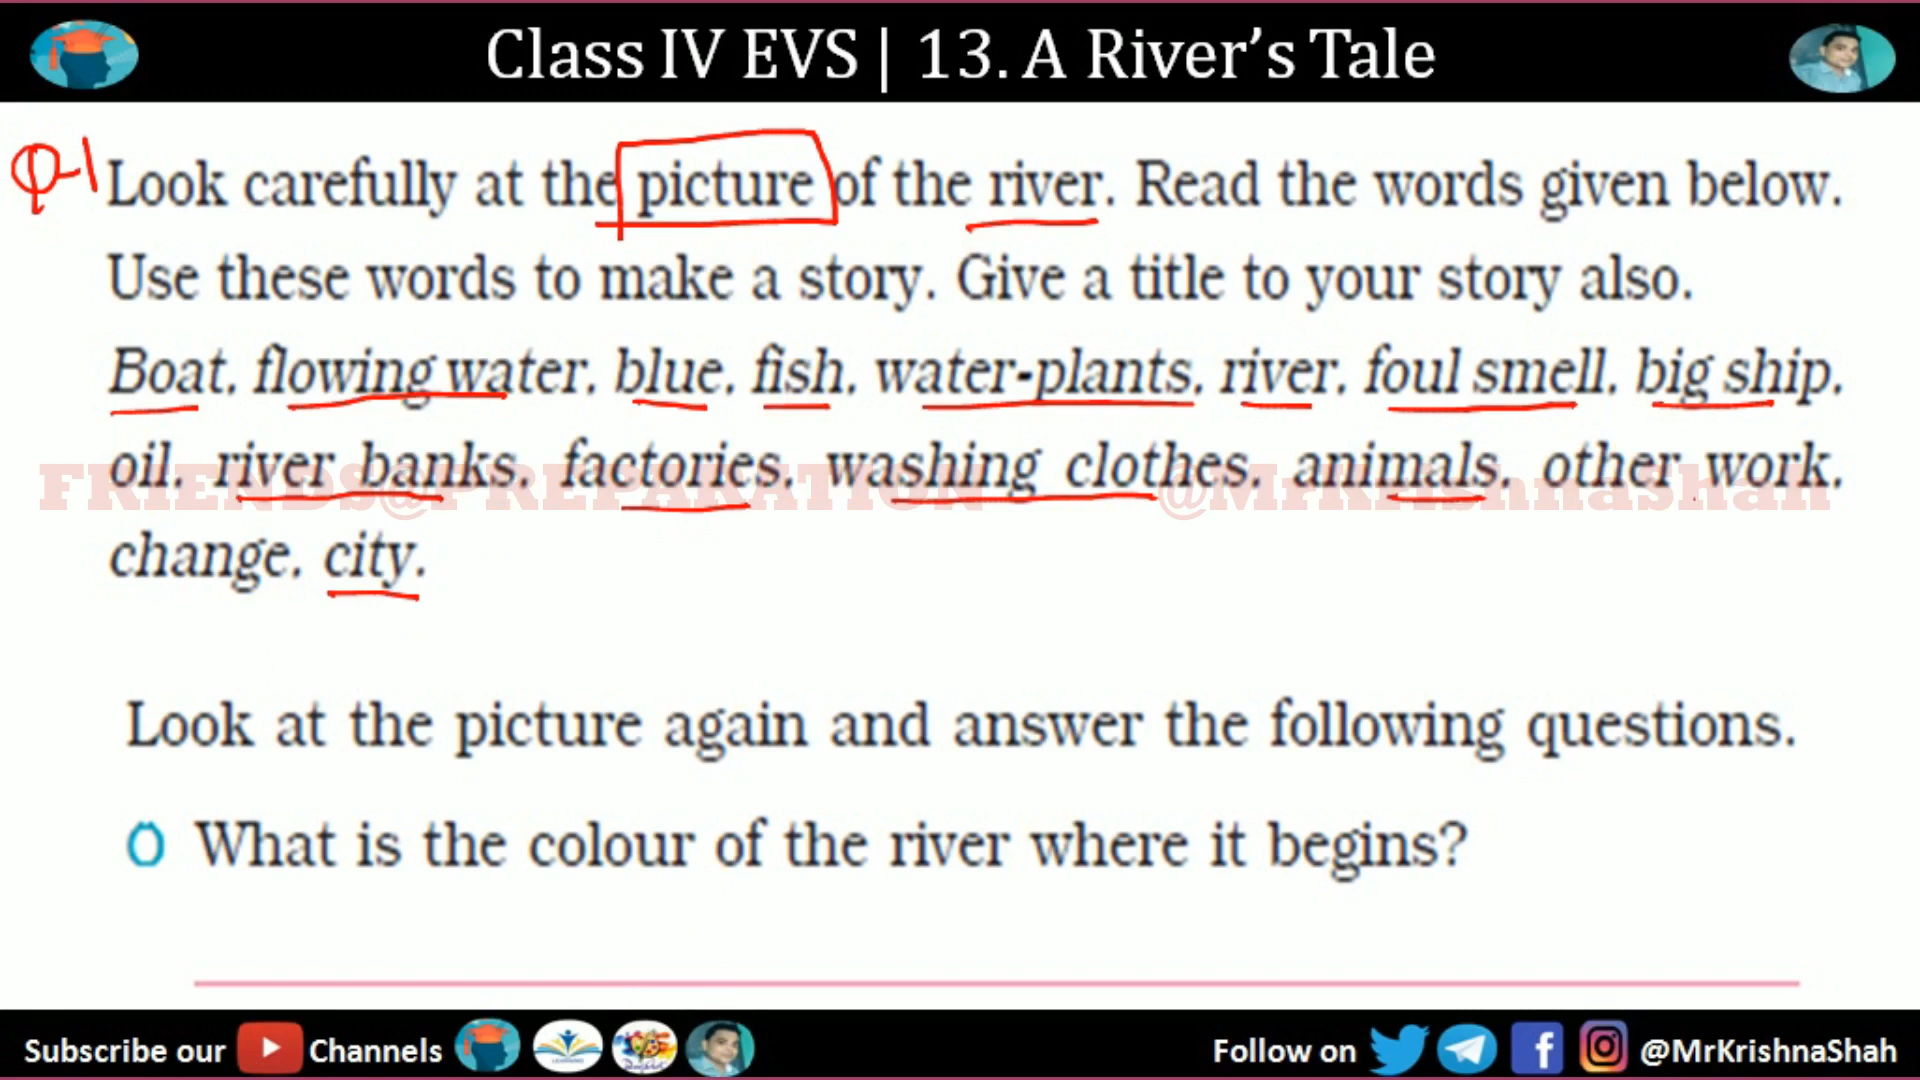 Class IV EVS | 13. A River's Tale
Q-1 Look carefully at the picture of the river. Read the words given below.
Use these words to make a story. Give a title to your story also.
Boat, flowing water, blue, fish, water-plants, river, foul smell, big ship,
oil, river banks, factories, washing clothes, animals, other work,
FRIENDS@PREPARATION @MrKrishnaShah
change, city.
Look at the picture again and answer the following questions.
What is the colour of the river where it begins?
Subscribe our Channels Follow on @MrKrishnaShah